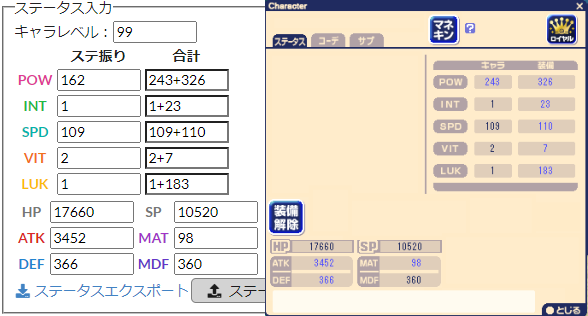 ステータス入力
キャラレベル : 99
ステ振り 合計
POW 162 243+326
INT 1 1+23
SPD 109 109+110
VIT 2 2+7
LUK 1 1+183
HP 17660 SP 10520
ATK 3452 MAT 98
DEF 366 MDF 360
ステータスエクスポート ステー
Character
ステータス コーデ サブ マネキン ? ロイヤル
キャラ 装備
POW 243 326
INT 1 23
SPD 109 110
VIT 2 7
LUK 1 183
装備解除
HP 17660 SP 10520
ATK 3452 MAT 98
DEF 366 MDF 360
とじる